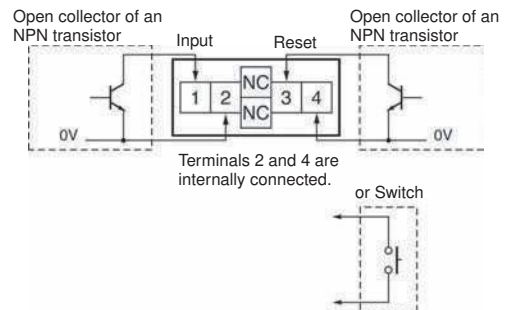 Open collector of an
NPN transistor
Open collector of an
NPN transistor
Input
Reset
NC
1
2
3
4
NC
0V
0V
Terminals 2 and 4 are
internally connected.
or Switch